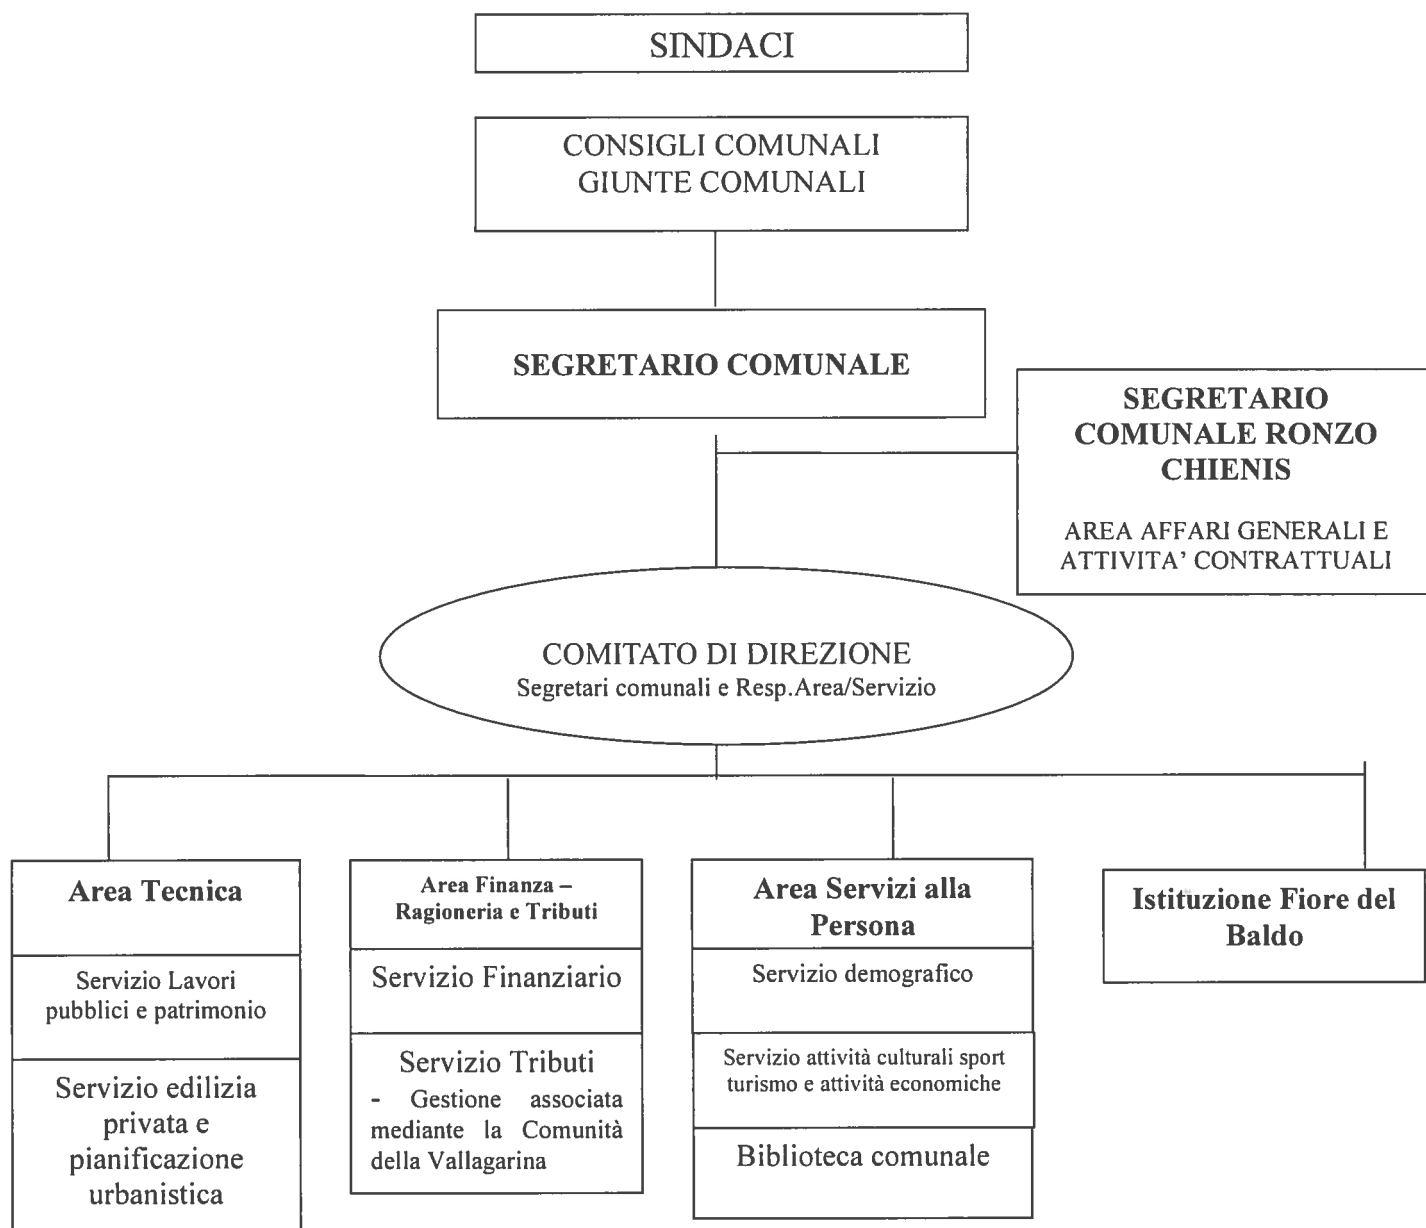 SINDACI
CONSIGLI COMUNALI
GIUNTE COMUNALI
SEGRETARIO COMUNALE
SEGRETARIO
COMUNALE RONZO
CHIENIS
AREA AFFARI GENERALI E
ATTIVITA’ CONTRATTUALI
COMITATO DI DIREZIONE
Segretari comunali e Resp.Area/Servizio
Area Tecnica
Servizio Lavori
pubblici e patrimonio
Servizio edilizia
privata e
pianificazione
urbanistica
Area Finanza –
Ragioneria e Tributi
Servizio Finanziario
Servizio Tributi
- Gestione associata
mediante la Comunità
della Vallagarina
Area Servizi alla
Persona
Servizio demografico
Servizio attività culturali sport
turismo e attività economiche
Biblioteca comunale
Istituzione Fiore del
Baldo